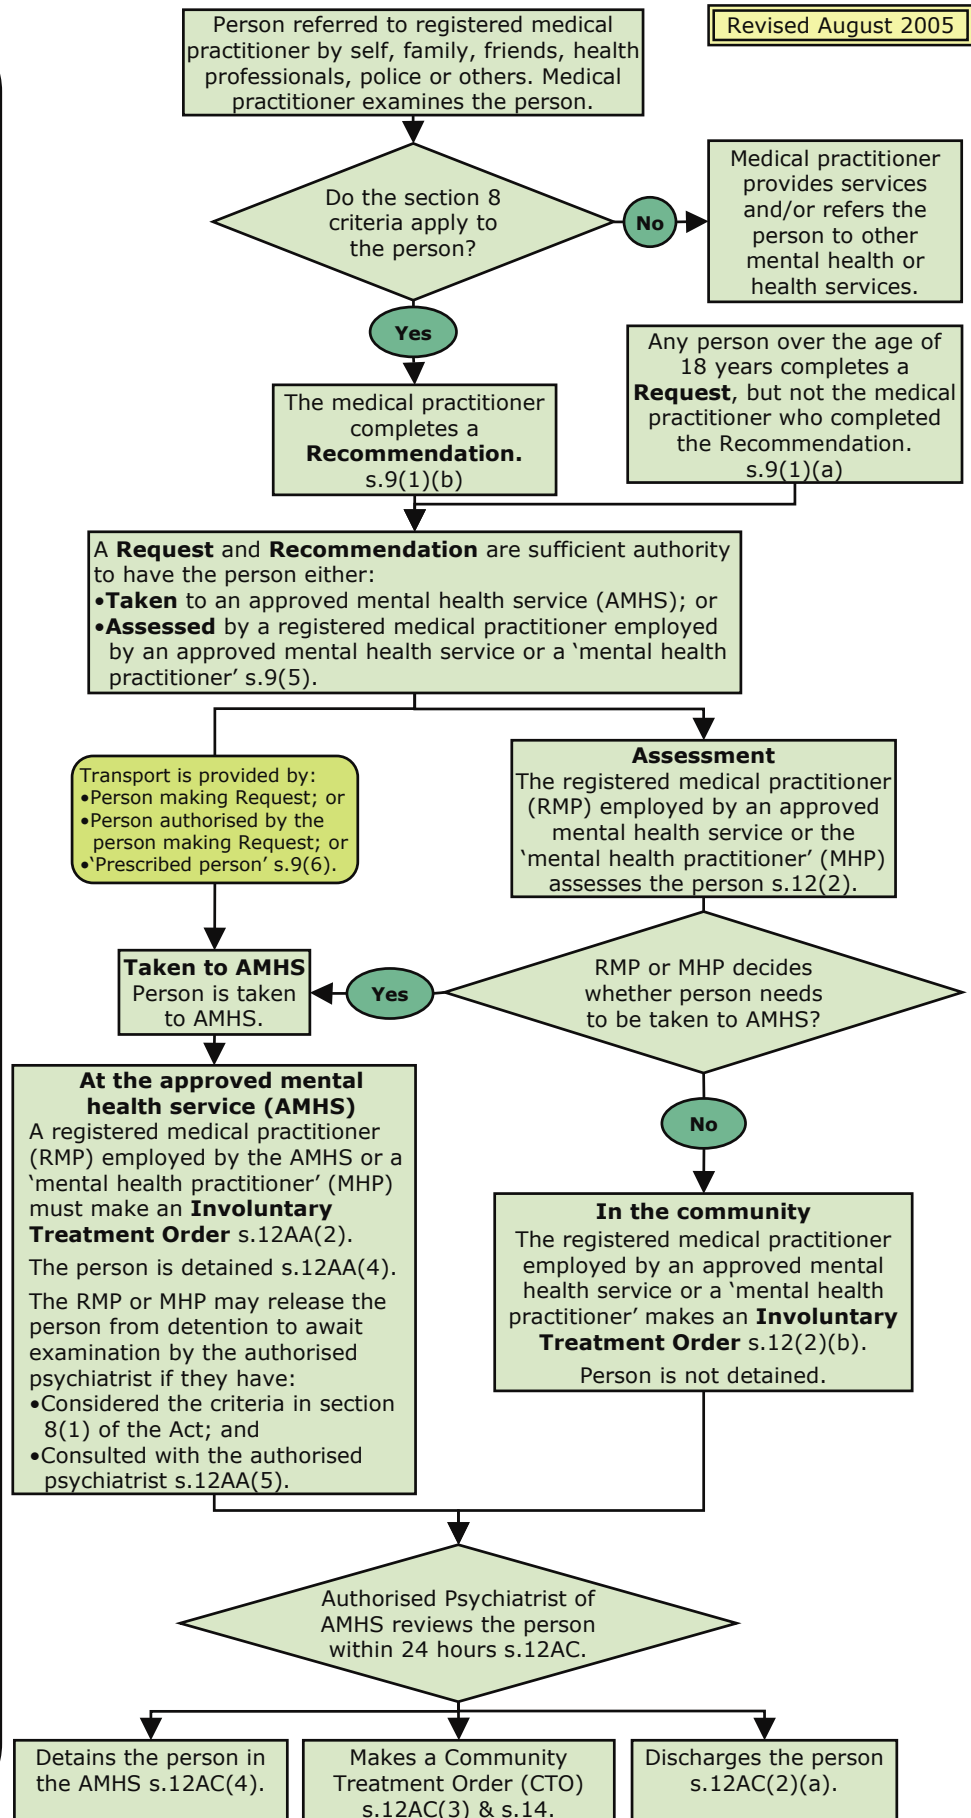 Person referred to registered medical
practitioner by self, family, friends, health
professionals, police or others. Medical
practitioner examines the person.
Revised August 2005
Do the section 8
criteria apply to
the person?
No
Medical practitioner
provides services
and/or refers the
person to other
mental health or
health services.
Yes
The medical practitioner
completes a
Recommendation.
s.9(1)(b)
Any person over the age of
18 years completes a
Request, but not the medical
practitioner who completed
the Recommendation.
s.9(1)(a)
A Request and Recommendation are sufficient authority
to have the person either:
•Taken to an approved mental health service (AMHS); or
•Assessed by a registered medical practitioner employed
by an approved mental health service or a ‘mental health
practitioner’ s.9(5).
Transport is provided by:
•Person making Request; or
•Person authorised by the
person making Request; or
•‘Prescribed person’ s.9(6).
Assessment
The registered medical practitioner
(RMP) employed by an approved
mental health service or the
‘mental health practitioner’ (MHP)
assesses the person s.12(2).
Taken to AMHS
Person is taken
to AMHS.
Yes
RMP or MHP decides
whether person needs
to be taken to AMHS?
No
At the approved mental
health service (AMHS)
A registered medical practitioner
(RMP) employed by the AMHS or a
‘mental health practitioner’ (MHP)
must make an Involuntary
Treatment Order s.12AA(2).
The person is detained s.12AA(4).
The RMP or MHP may release the
person from detention to await
examination by the authorised
psychiatrist if they have:
•Considered the criteria in section
8(1) of the Act; and
•Consulted with the authorised
psychiatrist s.12AA(5).
In the community
The registered medical practitioner
employed by an approved mental
health service or a ‘mental health
practitioner’ makes an Involuntary
Treatment Order s.12(2)(b).
Person is not detained.
Authorised Psychiatrist of
AMHS reviews the person
within 24 hours s.12AC.
Detains the person in
the AMHS s.12AC(4).
Makes a Community
Treatment Order (CTO)
s.12AC(3) & s.14.
Discharges the person
s.12AC(2)(a).